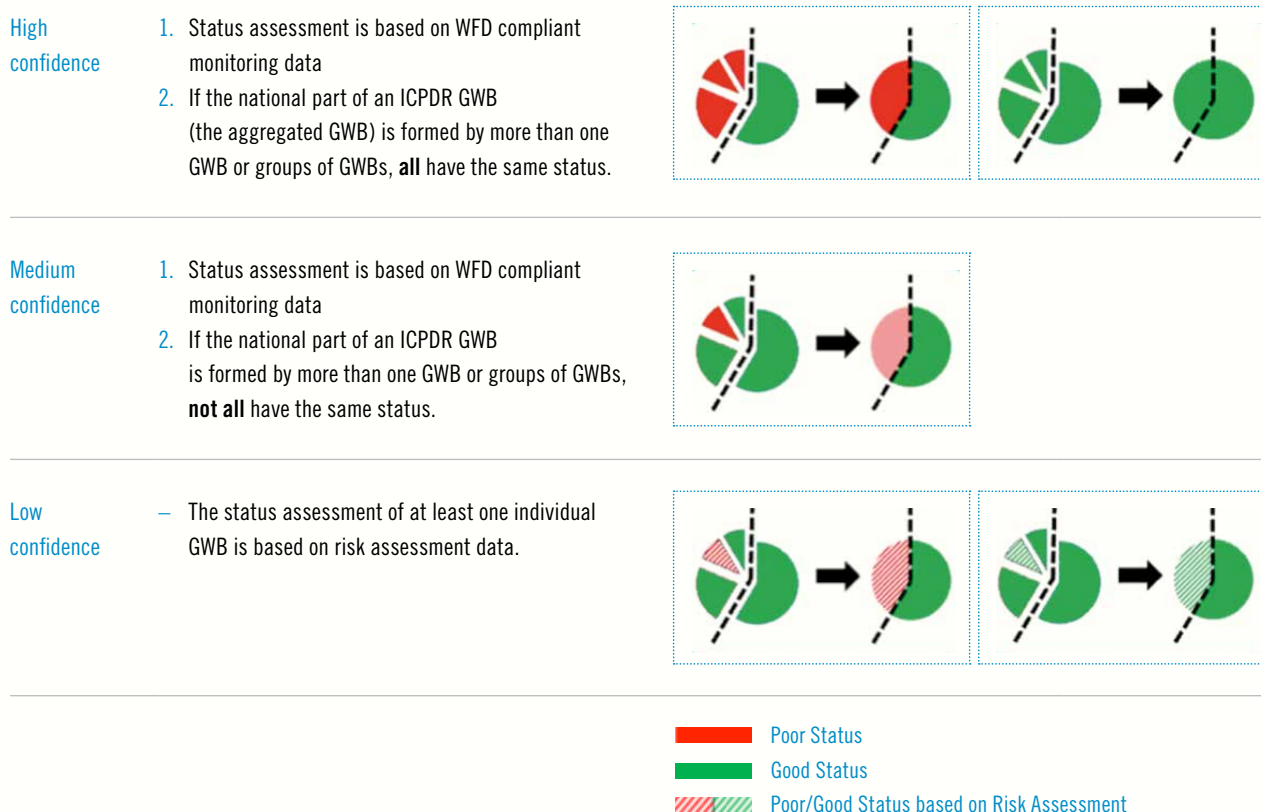 High
confidence
1. Status assessment is based on WFD compliant
monitoring data
2. If the national part of an ICPDR GWB
(the aggregated GWB) is formed by more than one
GWB or groups of GWBs, all have the same status.
Medium
confidence
1. Status assessment is based on WFD compliant
monitoring data
2. If the national part of an ICPDR GWB
is formed by more than one GWB or groups of GWBs,
not all have the same status.
Low
confidence
– The status assessment of at least one individual
GWB is based on risk assessment data.
Poor Status
Good Status
Poor/Good Status based on Risk Assessment